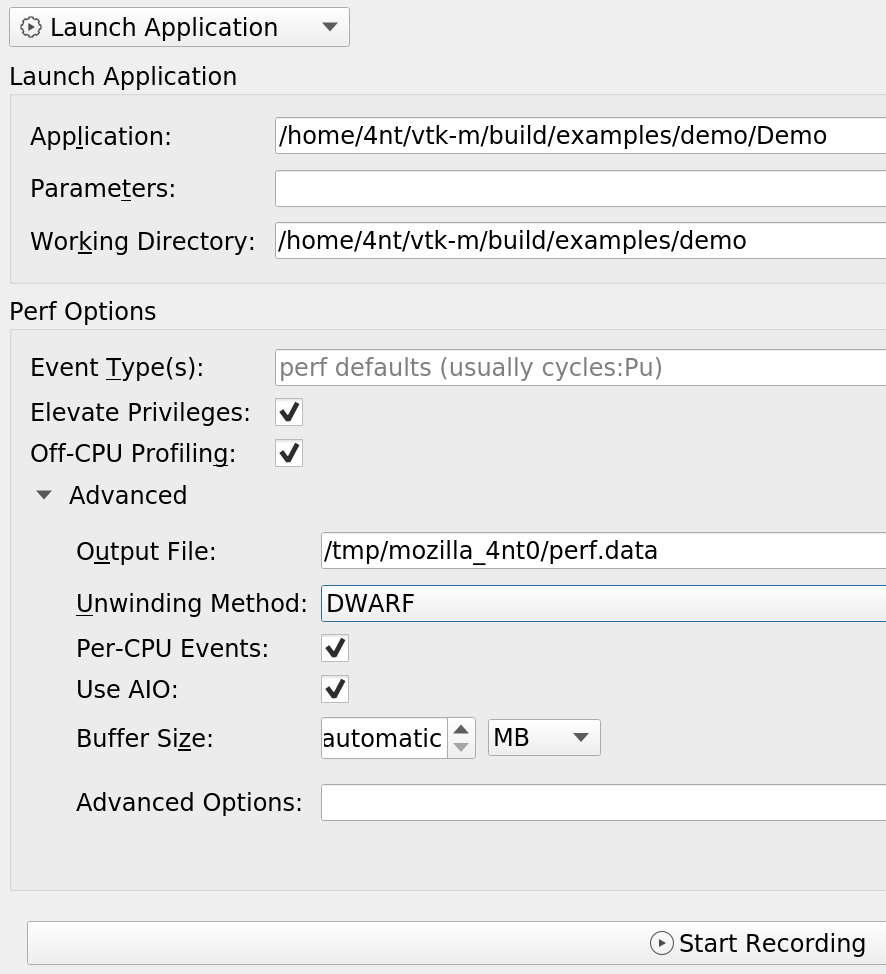 Launch Application
Launch Application
Application: /home/4nt/vtk-m/build/examples/demo/Demo
Parameters:
Working Directory: /home/4nt/vtk-m/build/examples/demo
Perf Options
Event Type(s): perf defaults (usually cycles:Pu)
Elevate Privileges:
Off-CPU Profiling:
Advanced
Output File: /tmp/mozilla_4nt0/perf.data
Unwinding Method: DWARF
Per-CPU Events:
Use AIO:
Buffer Size: automatic MB
Advanced Options:
Start Recording